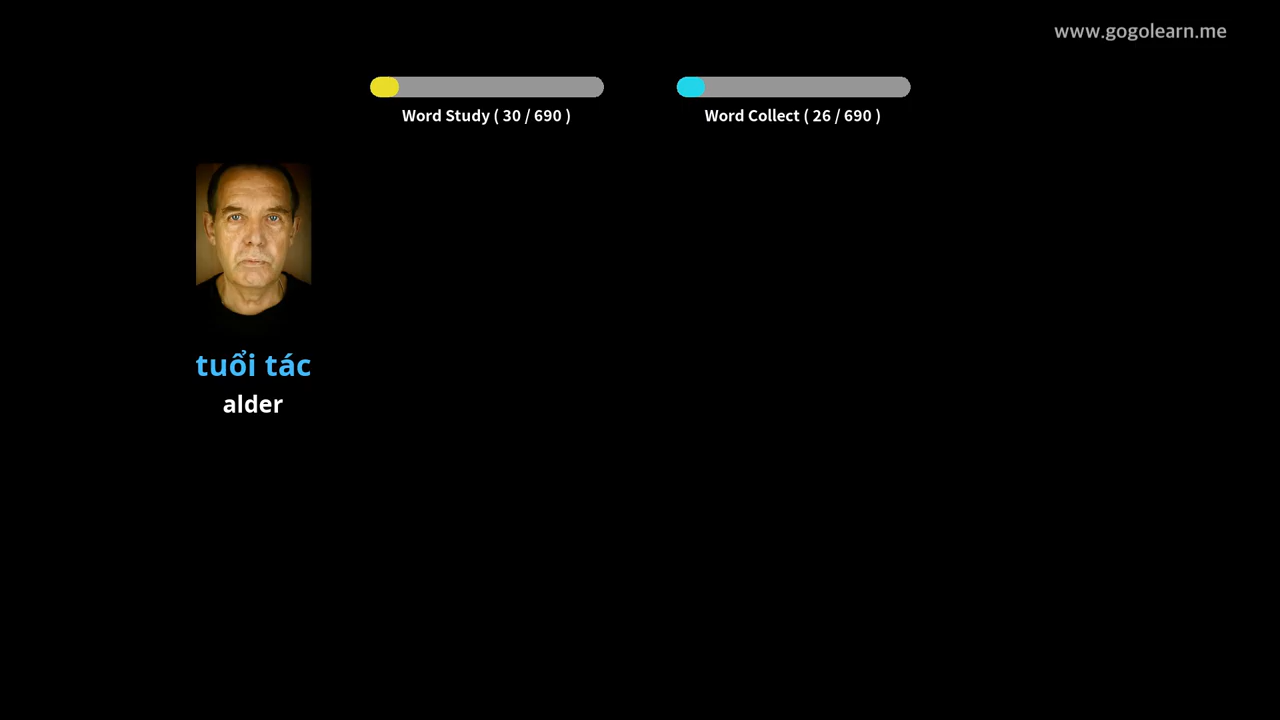 www.gogolearn.me
Word Study ( 30 / 690 )
Word Collect ( 26 / 690 )
tuổi tác
alder